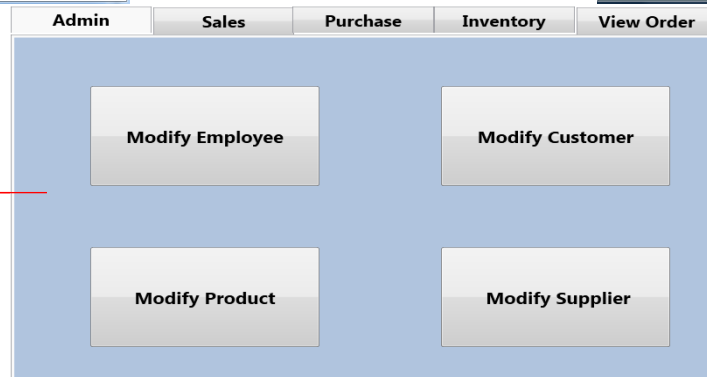 Admin Sales Purchase Inventory View Order
Modify Employee Modify Customer
Modify Product Modify Supplier